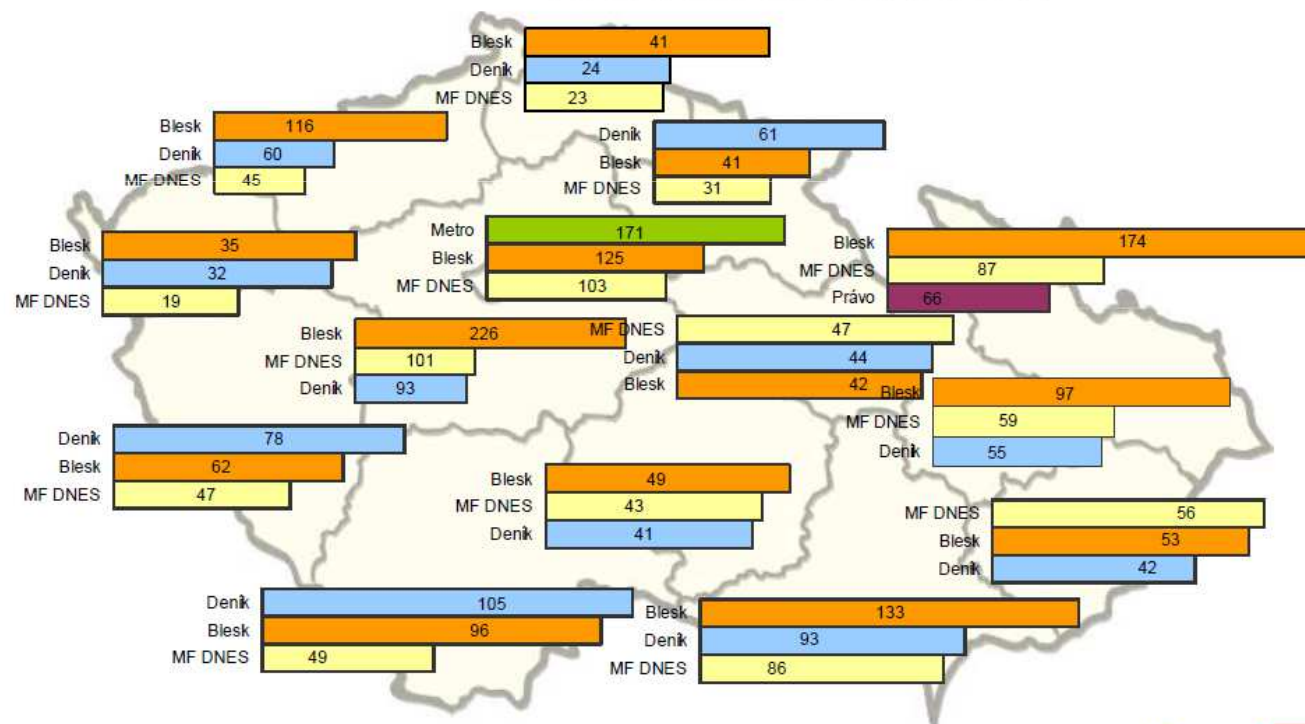 Blesk 41
Deník 24
MF DNES 23
Blesk 116
Deník 60
MF DNES 45
Deník 61
Blesk 41
MF DNES 31
Blesk 35
Deník 32
MF DNES 19
Metro 171
Blesk 125
MF DNES 103
Blesk 174
MF DNES 87
Právo 66
Blesk 226
MF DNES 101
Deník 93
MF DNES 47
Deník 44
Blesk 42
Blesk 97
MF DNES 59
Deník 55
Deník 78
Blesk 62
MF DNES 47
Blesk 49
MF DNES 43
Deník 41
MF DNES 56
Blesk 53
Deník 42
Deník 105
Blesk 96
MF DNES 49
Blesk 133
Deník 93
MF DNES 86